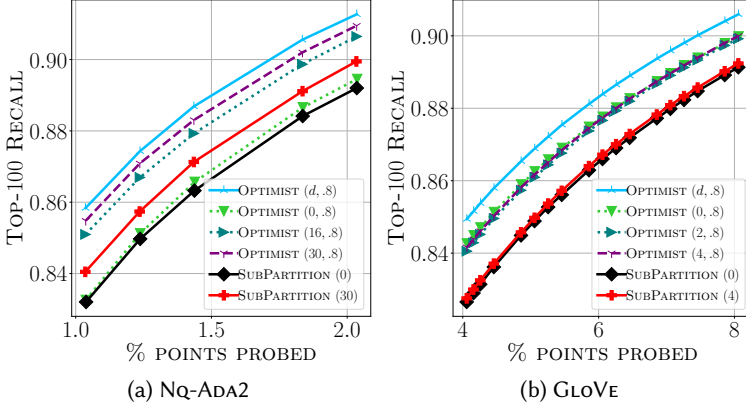 TOP-100 RECALL
0.90
0.88
0.86
0.84
OPTIMIST (d, .8)
OPTIMIST (0, .8)
OPTIMIST (16, .8)
OPTIMIST (30, .8)
SUBPARTITION (0)
SUBPARTITION (30)
1.0 1.5 2.0
% POINTS PROBED
(a) NQ-ADA2
TOP-100 RECALL
0.90
0.88
0.86
0.84
OPTIMIST (d, .8)
OPTIMIST (0, .8)
OPTIMIST (2, .8)
OPTIMIST (4, .8)
SUBPARTITION (0)
SUBPARTITION (4)
4 6 8
% POINTS PROBED
(b) GLOVE